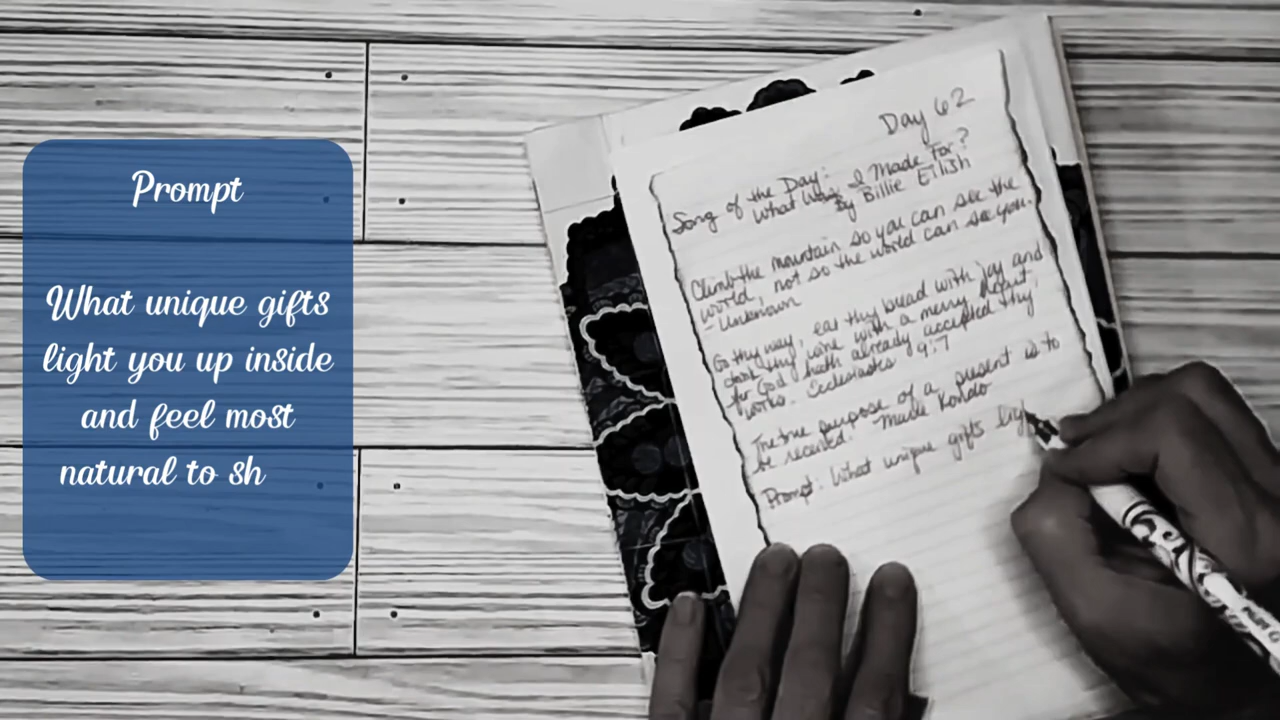 Prompt
What unique gifts
light you up inside
and feel most
natural to sh
Day 62
Song of the Day:
What Was I Made For?
By Billie Eilish
Climb the mountain so you can see the
world, not so the world can see you.
- Unknown
Go thy way, eat thy bread with joy and
drink thy wine with a merry heart,
for God hath already accepted thy
works. Ecclesiastes 9:7
The true purpose of a present is to
be received. - Marie Kondo
Prompt: What unique gifts ligh